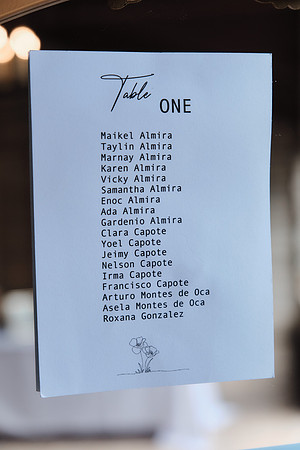 Table
ONE
Maikel Almira
Taylin Almira
Marnay Almira
Karen Almira
Vicky Almira
Samantha Almira
Enoc Almira
Ada Almira
Gardenio Almira
Clara Capote
Yoel Capote
Jeimy Capote
Nelson Capote
Irma Capote
Francisco Capote
Arturo Montes de Oca
Asela Montes de Oca
Roxana Gonzalez